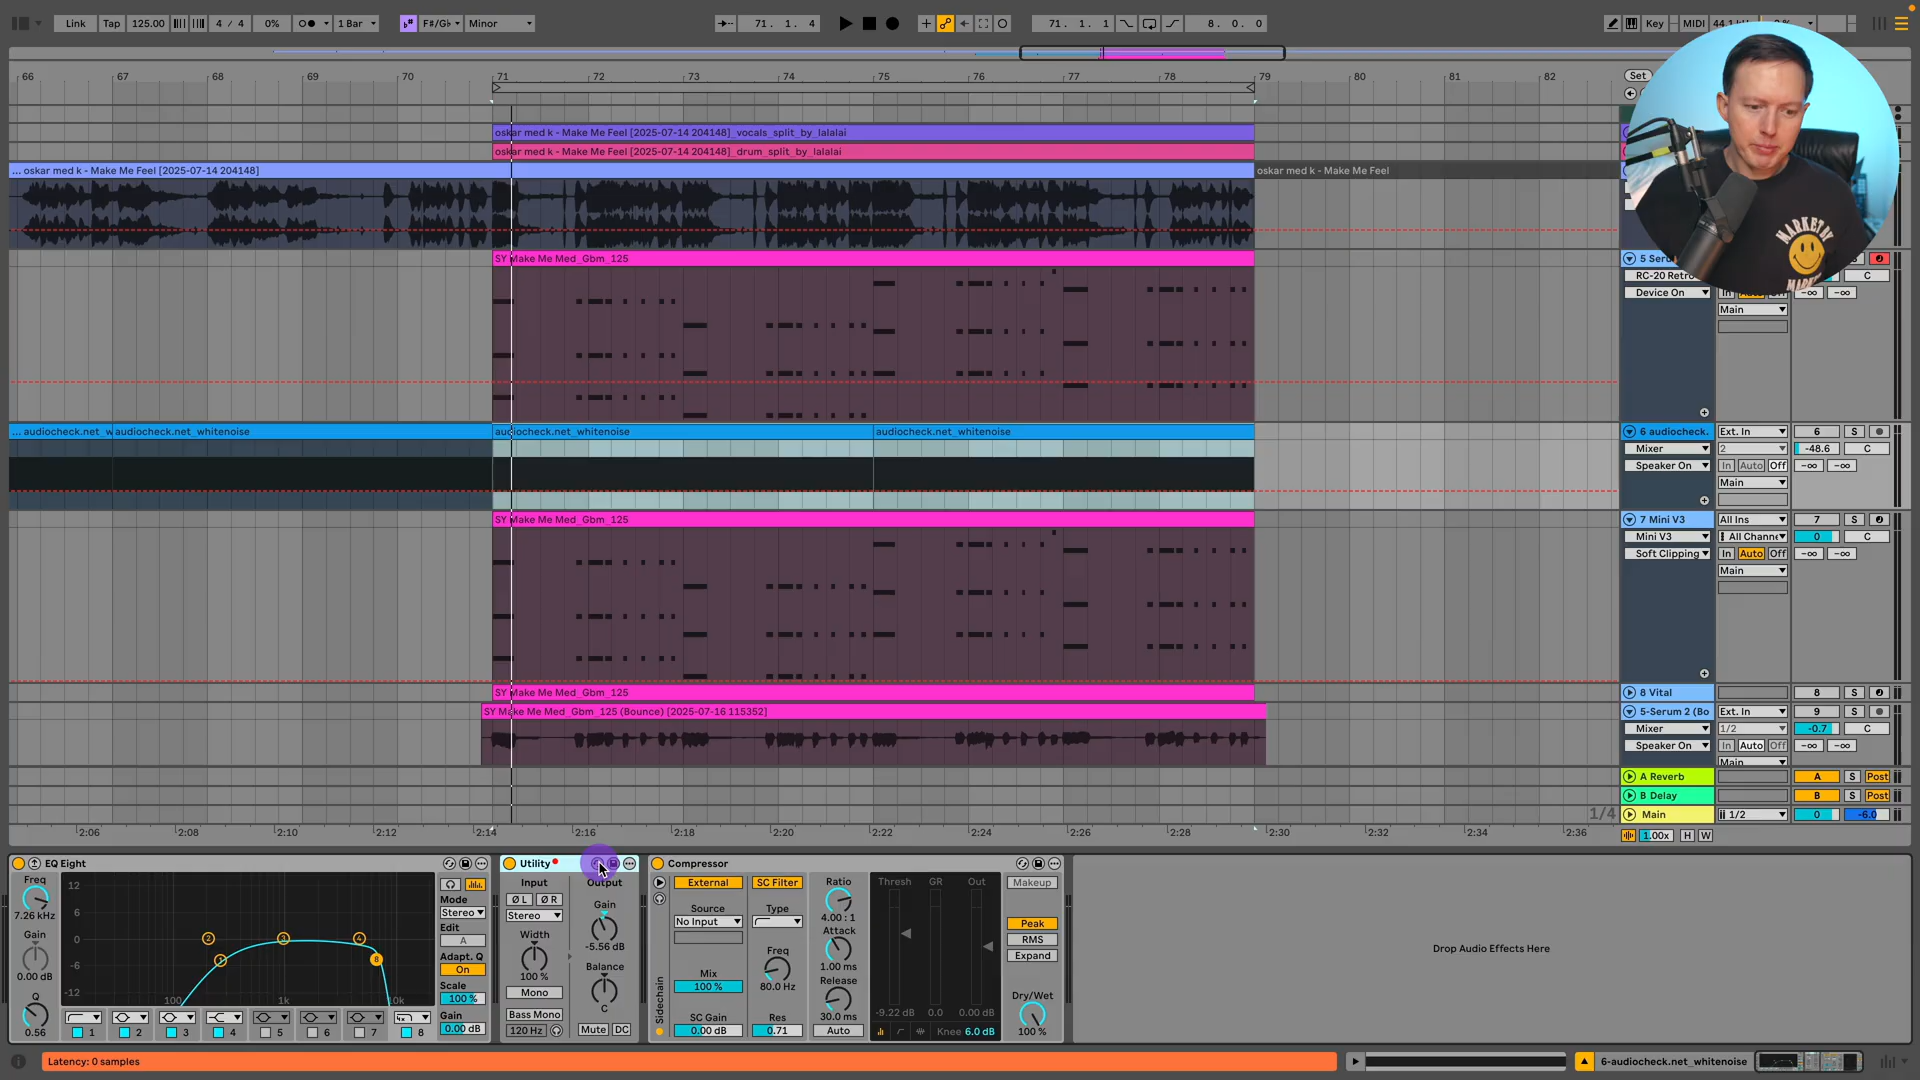 Link Tap 125.00 4 / 4 0% 1 Bar F#/G♭ Minor 71. 1. 4 71. 1. 1 8. 0. 0 Key MIDI
66 67 68 69 70 71 72 73 74 75 76 77 78 79 80 81 82 Set
oskar med k - Make Me Feel [2025-07-14 204148]_vocals_split_by_lalalai
oskar med k - Make Me Feel [2025-07-14 204148]_drum_split_by_lalalai
... oskar med k - Make Me Feel [2025-07-14 204148] oskar med k - Make Me Feel
MARKET BY
SY Make Me Med_Gbm_125 5 Seru
RC-20 Retro C
Device On In Auto -∞ -∞
Main
... audiocheck.net_w audiocheck.net_whitenoise audiocheck.net_whitenoise audiocheck.net_whitenoise 6 audiocheck. Ext. In 6 S
Mixer 2 -48.6 C
Speaker On In Auto Off -∞ -∞
Main
SY Make Me Med_Gbm_125 7 Mini V3 All Ins 7 S
Mini V3 All Channe 0 C
Soft Clipping In Auto Off -∞ -∞
Main
SY Make Me Med_Gbm_125 8 Vital 8 S
SY Make Me Med_Gbm_125 (Bounce) [2025-07-16 115352] 5-Serum 2 (Bo Ext. In 9 S
Mixer 1/2 -0.7 C
Speaker On In Auto Off -∞ -∞
Main
A Reverb A S Post
B Delay B S Post
1/4 Main 1/2 0 -6.0
2:06 2:08 2:10 2:12 2:14 2:16 2:18 2:20 2:22 2:24 2:26 2:28 2:30 2:32 2:34 2:36 1.00x H W
EQ Eight Utility Compressor
Freq 7.26 kHz Gain 0.00 dB Q 0.56
12 6 0 -6 -12
100 1k 10k
1 2 3 4 8
1 2 3 4 5 6 7 8
Mode Stereo Edit A Adapt. Q On Scale 100 % Gain 0.00 dB
Input Ø L Ø R Stereo Width 100 % Mono Bass Mono 120 Hz
Output Gain -5.56 dB Balance C Mute DC
Sidechain External Source No Input Mix 100 % SC Gain 0.00 dB
SC Filter Type Freq 80.0 Hz Res 0.71
Ratio 4.00 : 1 Attack 1.00 ms Release 30.0 ms Auto
Thresh GR Out -9.22 dB 0.0 0.00 dB Knee 6.0 dB
Makeup Peak RMS Expand Dry/Wet 100 %
Drop Audio Effects Here
Latency: 0 samples 6-audiocheck.net_whitenoise